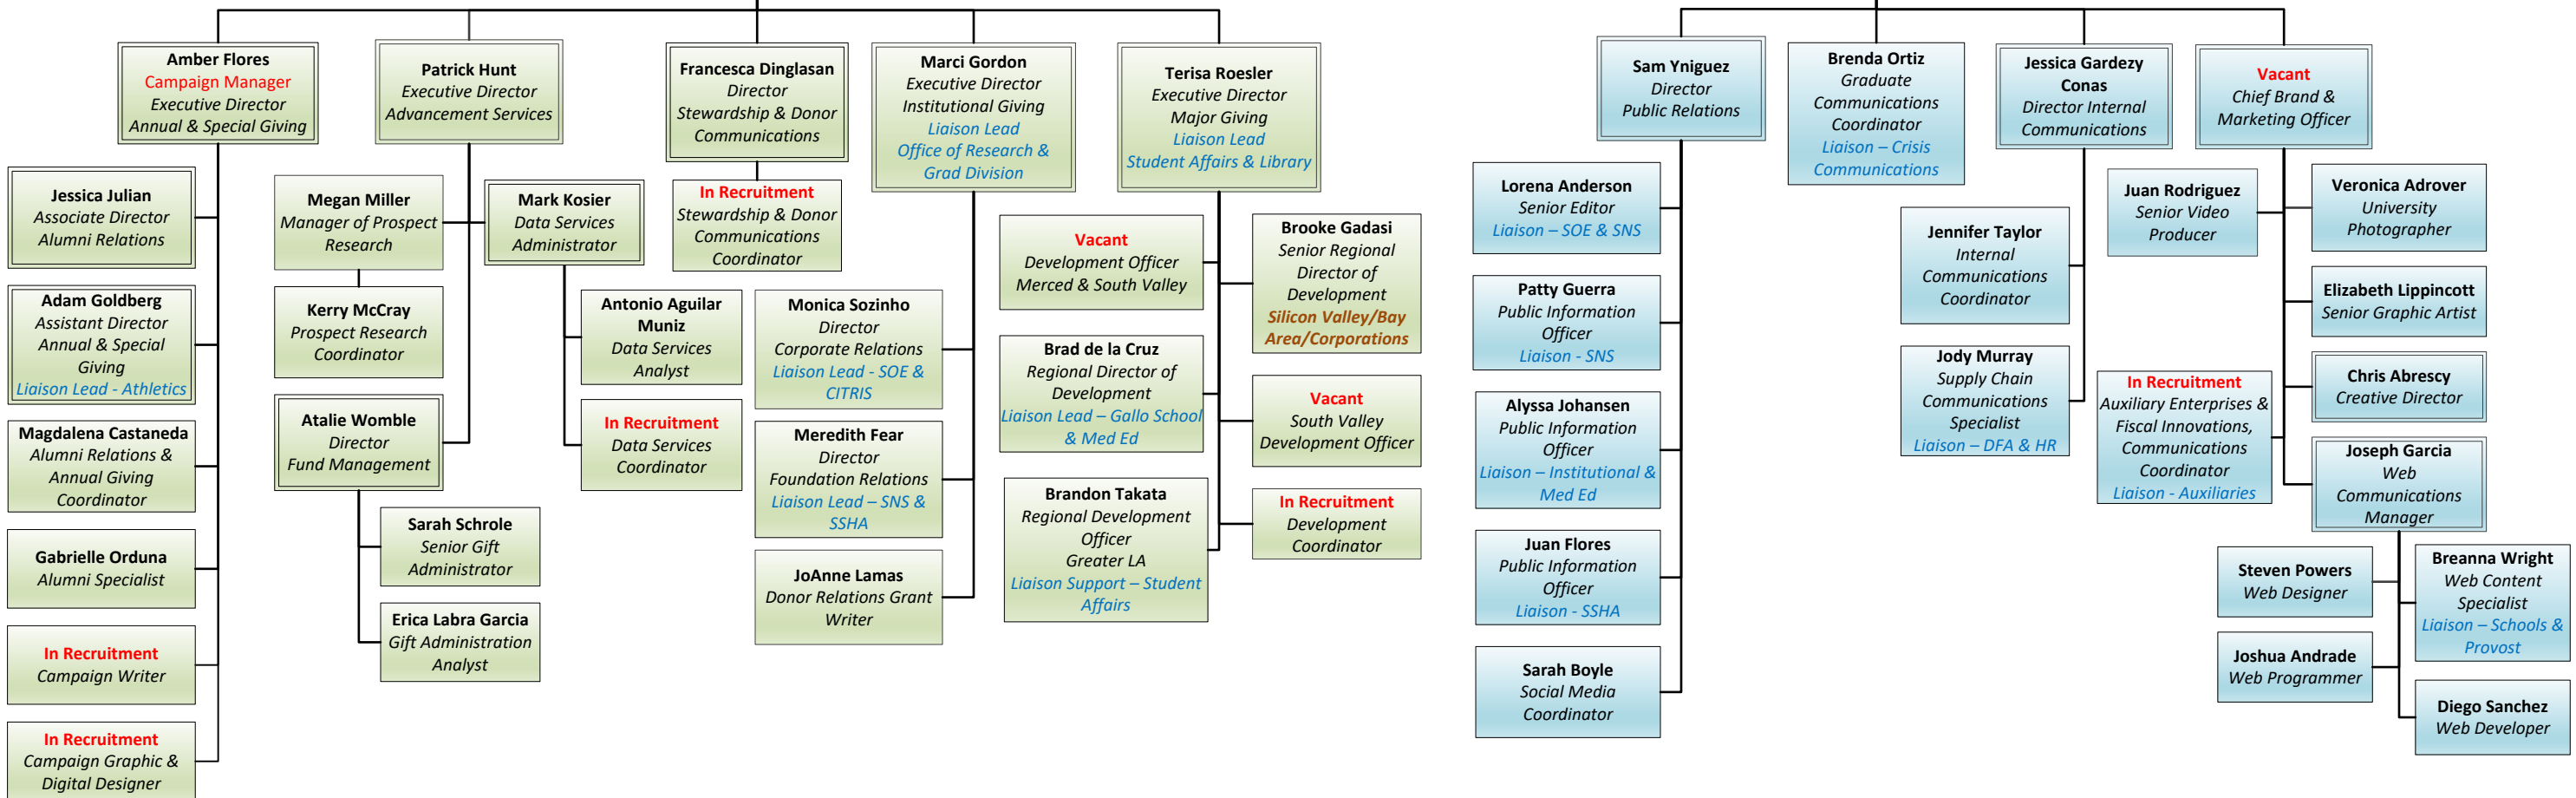 Amber Flores
Campaign Manager
Executive Director
Annual & Special Giving
Patrick Hunt
Executive Director
Advancement Services
Francesca Dinglasan
Director
Stewardship & Donor
Communications
Marci Gordon
Executive Director
Institutional Giving
Liaison Lead
Office of Research &
Grad Division
Terisa Roesler
Executive Director
Major Giving
Liaison Lead
Student Affairs & Library
Sam Yniguez
Director
Public Relations
Brenda Ortiz
Graduate
Communications
Coordinator
Liaison – Crisis
Communications
Jessica Gardezy
Conas
Director Internal
Communications
Vacant
Chief Brand &
Marketing Officer
Jessica Julian
Associate Director
Alumni Relations
Adam Goldberg
Assistant Director
Annual & Special
Giving
Liaison Lead - Athletics
Magdalena Castaneda
Alumni Relations &
Annual Giving
Coordinator
Gabrielle Orduna
Alumni Specialist
In Recruitment
Campaign Writer
In Recruitment
Campaign Graphic &
Digital Designer
Megan Miller
Manager of Prospect
Research
Kerry McCray
Prospect Research
Coordinator
Atalie Womble
Director
Fund Management
Sarah Schrole
Senior Gift
Administrator
Erica Labra Garcia
Gift Administration
Analyst
Mark Kosier
Data Services
Administrator
Antonio Aguilar
Muniz
Data Services
Analyst
In Recruitment
Data Services
Coordinator
In Recruitment
Stewardship & Donor
Communications
Coordinator
Monica Sozinho
Director
Corporate Relations
Liaison Lead - SOE &
CITRIS
Meredith Fear
Director
Foundation Relations
Liaison Lead – SNS &
SSHA
JoAnne Lamas
Donor Relations Grant
Writer
Vacant
Development Officer
Merced & South Valley
Brad de la Cruz
Regional Director of
Development
Liaison Lead – Gallo School
& Med Ed
Brandon Takata
Regional Development
Officer
Greater LA
Liaison Support – Student
Affairs
Brooke Gadasi
Senior Regional
Director of
Development
Silicon Valley/Bay
Area/Corporations
Vacant
South Valley
Development Officer
In Recruitment
Development
Coordinator
Lorena Anderson
Senior Editor
Liaison – SOE & SNS
Patty Guerra
Public Information
Officer
Liaison - SNS
Alyssa Johansen
Public Information
Officer
Liaison – Institutional &
Med Ed
Juan Flores
Public Information
Officer
Liaison - SSHA
Sarah Boyle
Social Media
Coordinator
Jennifer Taylor
Internal
Communications
Coordinator
Jody Murray
Supply Chain
Communications
Specialist
Liaison – DFA & HR
Juan Rodriguez
Senior Video
Producer
In Recruitment
Auxiliary Enterprises &
Fiscal Innovations,
Communications
Coordinator
Liaison - Auxiliaries
Veronica Adrover
University
Photographer
Elizabeth Lippincott
Senior Graphic Artist
Chris Abrescy
Creative Director
Joseph Garcia
Web
Communications
Manager
Steven Powers
Web Designer
Joshua Andrade
Web Programmer
Breanna Wright
Web Content
Specialist
Liaison – Schools &
Provost
Diego Sanchez
Web Developer